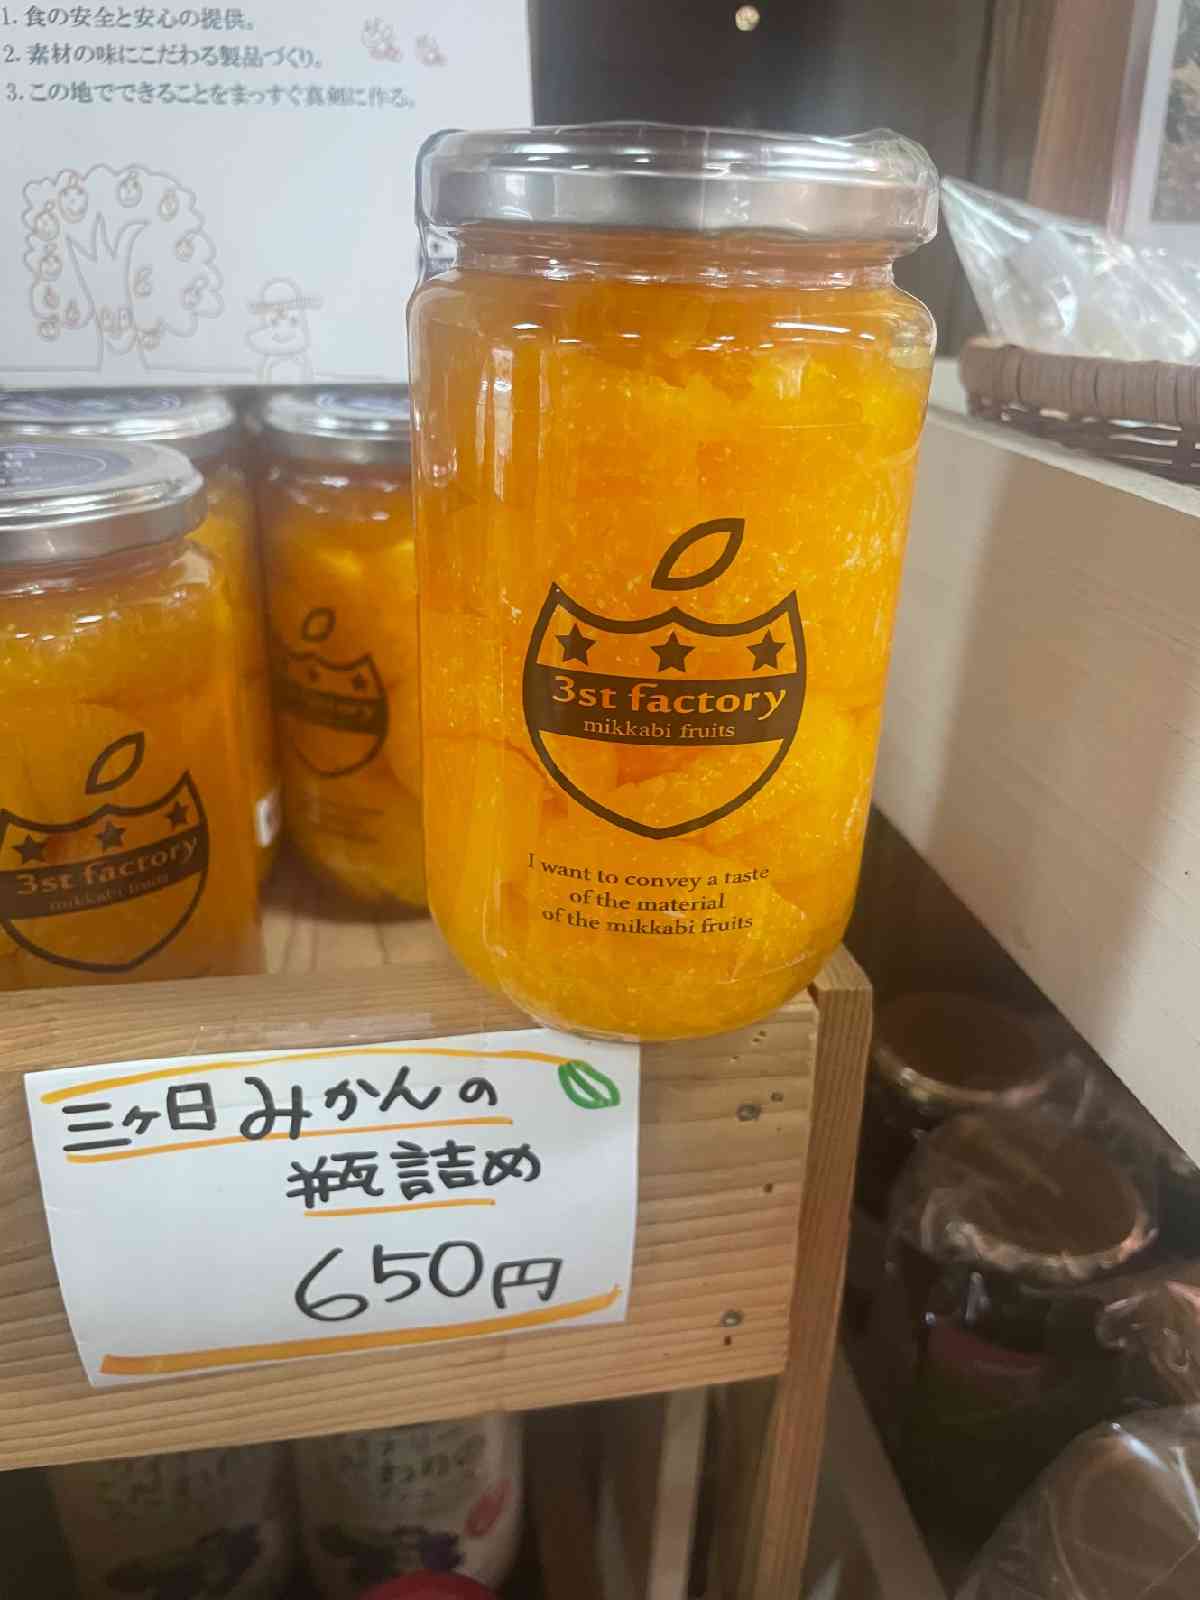 1. 食の安全と安心の提供。
2. 素材の味にこだわる製品づくり。
3. この地でできることをまっすぐ真剣に作る。
3st factory
mikkabi fruits
I want to convey a taste
of the material
of the mikkabi fruits
3st factory
mikkabi fruits
factory
三ヶ日みかんの
瓶詰め
650円